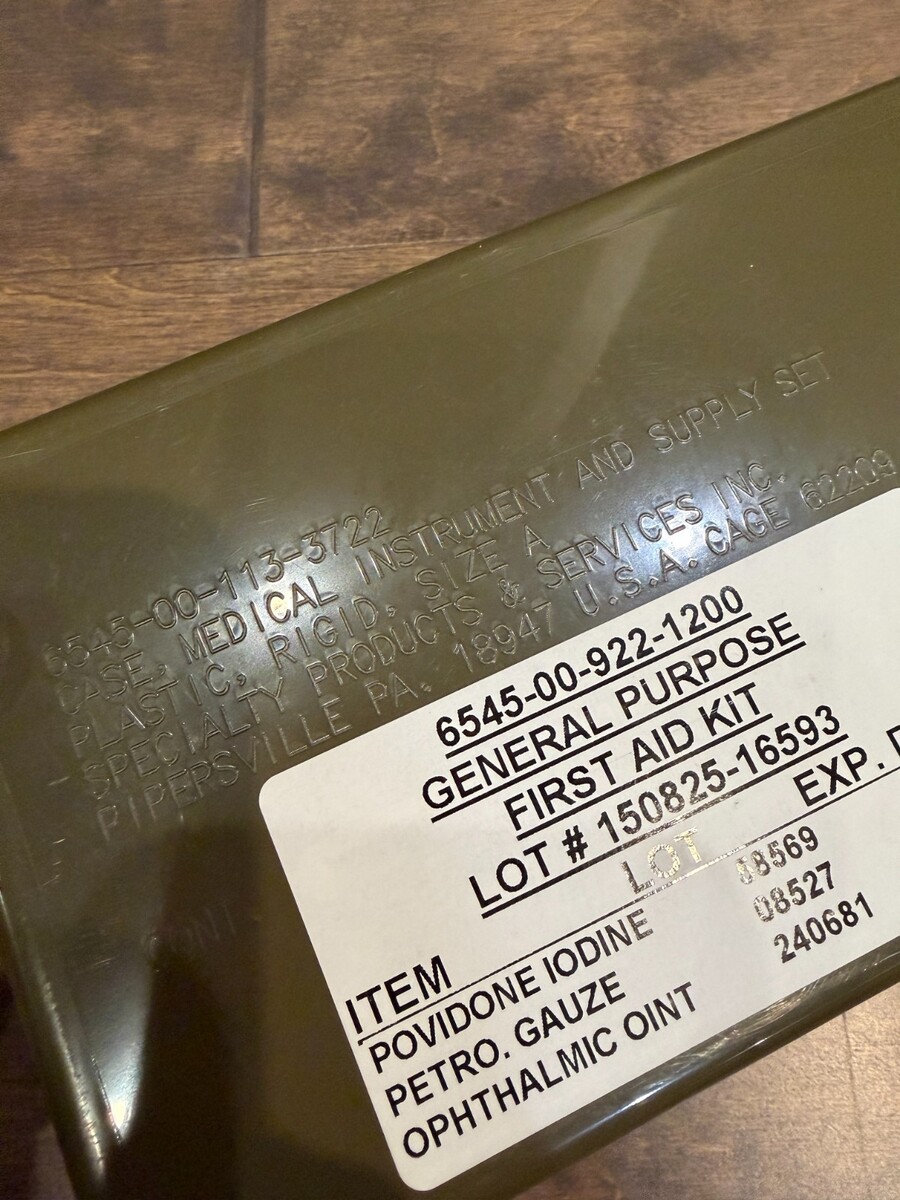 6545-00-113-3722
CASE, MEDICAL INSTRUMENT AND SUPPLY SET
PLASTIC, RIGID, SIZE A
SPECIALTY PRODUCTS & SERVICES INC.
PIPERSVILLE PA. 18947 U.S.A. CAGE 62209
6545-00-922-1200
GENERAL PURPOSE
FIRST AID KIT
LOT # 150825-16593
ITEM LOT EXP.
POVIDONE IODINE 58569
PETRO. GAUZE 08527
OPHTHALMIC OINT 240681